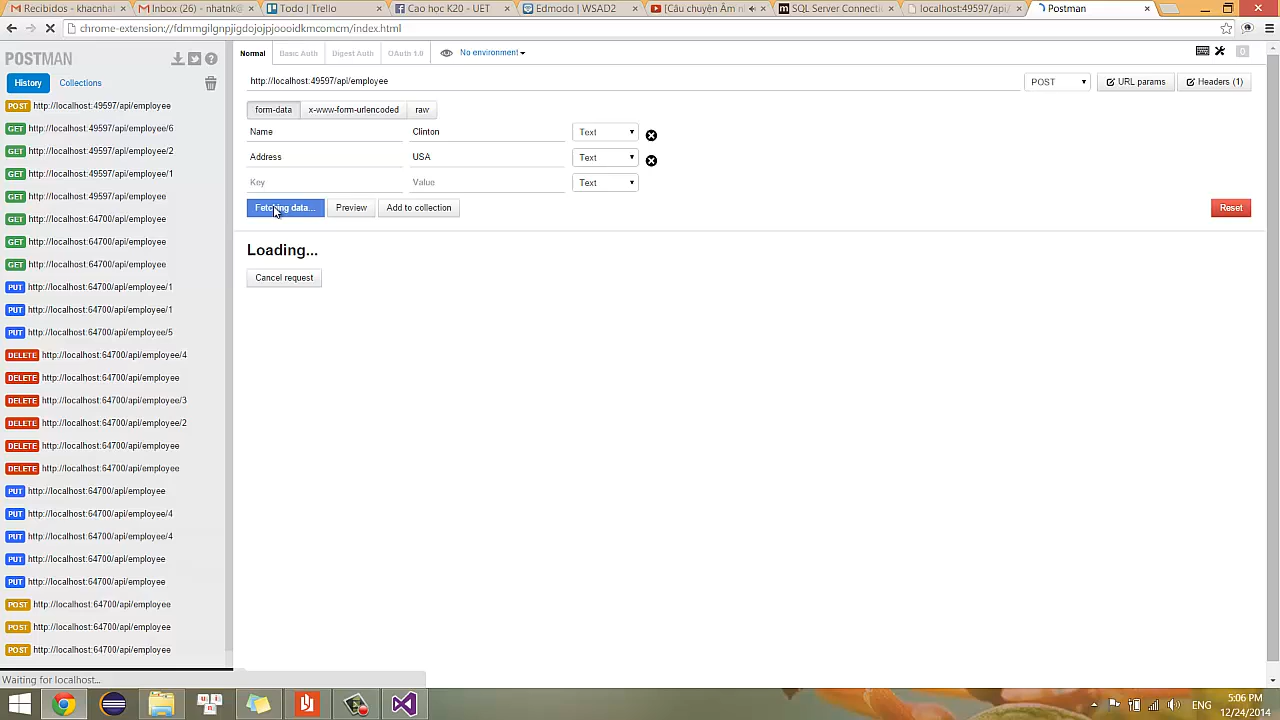 Recibidos - khacnhat
Inbox (26) - nhatnk@
Todo | Trello
Cao học K20 - UET
Edmodo | WSAD2
[Câu chuyện Âm n
SQL Server Connecti
localhost:49597/api/
Postman
chrome-extension://fdmmgilgnpjigdojojpjoooidkmcomcm/index.html
POSTMAN
Normal
Basic Auth
Digest Auth
OAuth 1.0
No environment
0
History
Collections
http://localhost:49597/api/employee
POST
URL params
Headers (1)
form-data
x-www-form-urlencoded
raw
Name
Clinton
Text
Address
USA
Text
Key
Value
Text
Fetching data...
Preview
Add to collection
Reset
Loading...
Cancel request
POST http://localhost:49597/api/employee
GET http://localhost:49597/api/employee/6
GET http://localhost:49597/api/employee/2
GET http://localhost:49597/api/employee/1
GET http://localhost:49597/api/employee
GET http://localhost:64700/api/employee
GET http://localhost:64700/api/employee
GET http://localhost:64700/api/employee
PUT http://localhost:64700/api/employee/1
PUT http://localhost:64700/api/employee/1
PUT http://localhost:64700/api/employee/5
DELETE http://localhost:64700/api/employee/4
DELETE http://localhost:64700/api/employee
DELETE http://localhost:64700/api/employee/3
DELETE http://localhost:64700/api/employee/2
DELETE http://localhost:64700/api/employee
DELETE http://localhost:64700/api/employee
PUT http://localhost:64700/api/employee
PUT http://localhost:64700/api/employee/4
PUT http://localhost:64700/api/employee/4
PUT http://localhost:64700/api/employee
PUT http://localhost:64700/api/employee
POST http://localhost:64700/api/employee
POST http://localhost:64700/api/employee
POST http://localhost:64700/api/employee
Waiting for localhost...
ENG
5:06 PM
12/24/2014